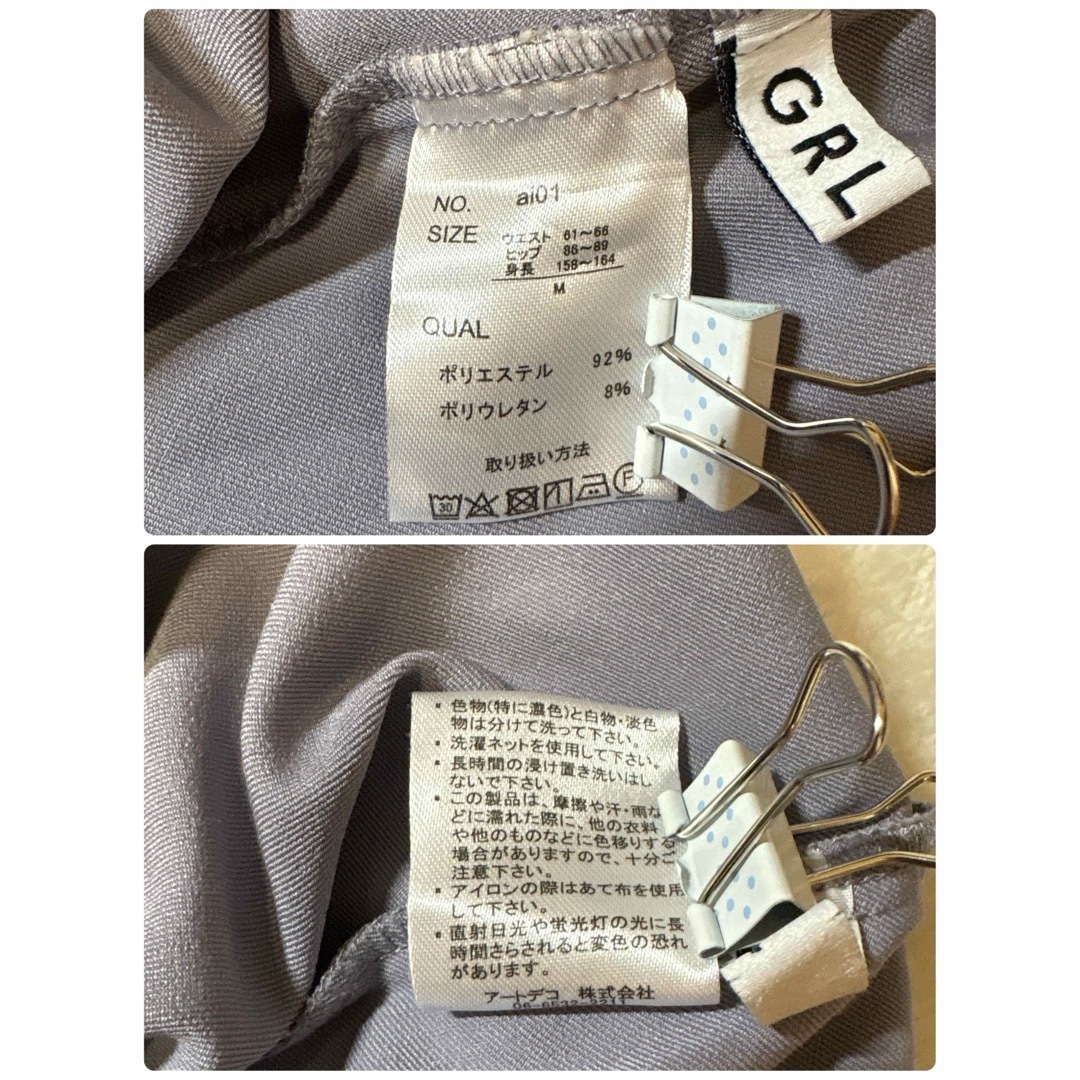 GRL
NO. ai01
SIZE
ウエスト 61～66
ヒップ 86～89
身長 158～164
M
QUAL
ポリエステル 92%
ポリウレタン 8%
取り扱い方法
30
F
・色物(特に濃色)と白物・淡色
物は分けて洗って下さい。
・洗濯ネットを使用して下さい。
・長時間の浸け置き洗いはし
ないで下さい。
・この製品は、摩擦や汗・雨な
どに濡れた際に、他の衣料
や他のものなどに色移りする
場合がありますので、十分ご
注意下さい。
・アイロンの際はあて布を使用
して下さい。
・直射日光や蛍光灯の光に長
時間さらされると変色の恐れ
があります。
アートデコ 株式会社
06-6532-2211